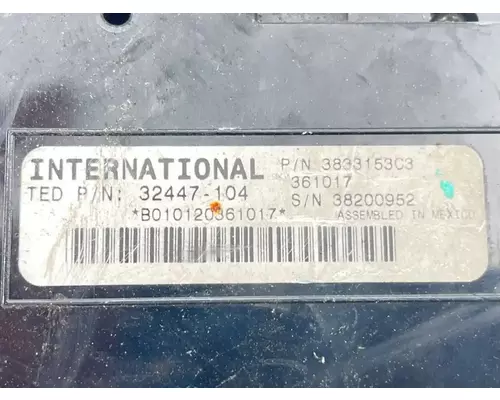 INTERNATIONAL P/N 3833153C3
361017
TED P/N: 32447-104 S/N 38200952
*B010120361017* ASSEMBLED IN MEXICO